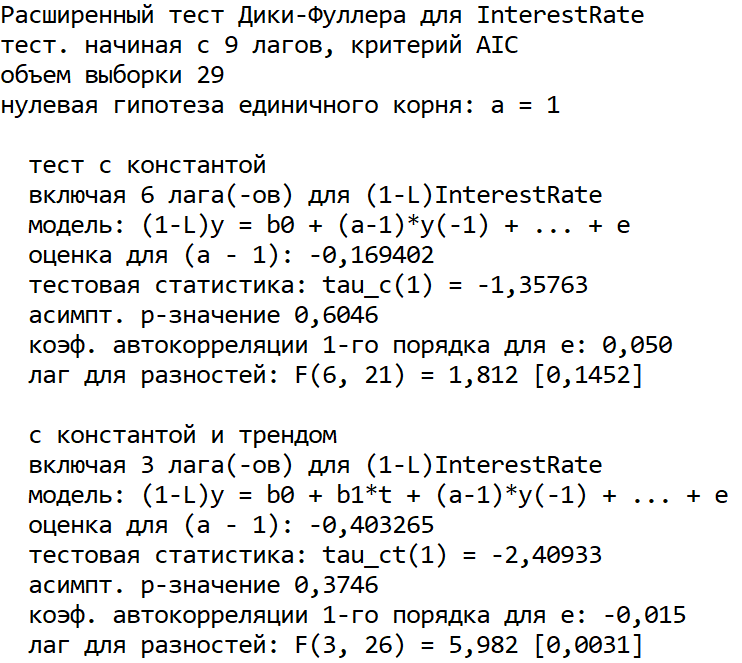 Расширенный тест Дики-Фуллера для InterestRate
тест. начиная с 9 лагов, критерий AIC
объем выборки 29
нулевая гипотеза единичного корня: a = 1
тест с константой
включая 6 лага(-ов) для (1-L)InterestRate
модель: (1-L)y = b0 + (a-1)*y(-1) + ... + e
оценка для (a - 1): -0,169402
тестовая статистика: tau_c(1) = -1,35763
асимпт. p-значение 0,6046
коэф. автокорреляции 1-го порядка для e: 0,050
лаг для разностей: F(6, 21) = 1,812 [0,1452]
с константой и трендом
включая 3 лага(-ов) для (1-L)InterestRate
модель: (1-L)y = b0 + b1*t + (a-1)*y(-1) + ... + e
оценка для (a - 1): -0,403265
тестовая статистика: tau_ct(1) = -2,40933
асимпт. p-значение 0,3746
коэф. автокорреляции 1-го порядка для e: -0,015
лаг для разностей: F(3, 26) = 5,982 [0,0031]